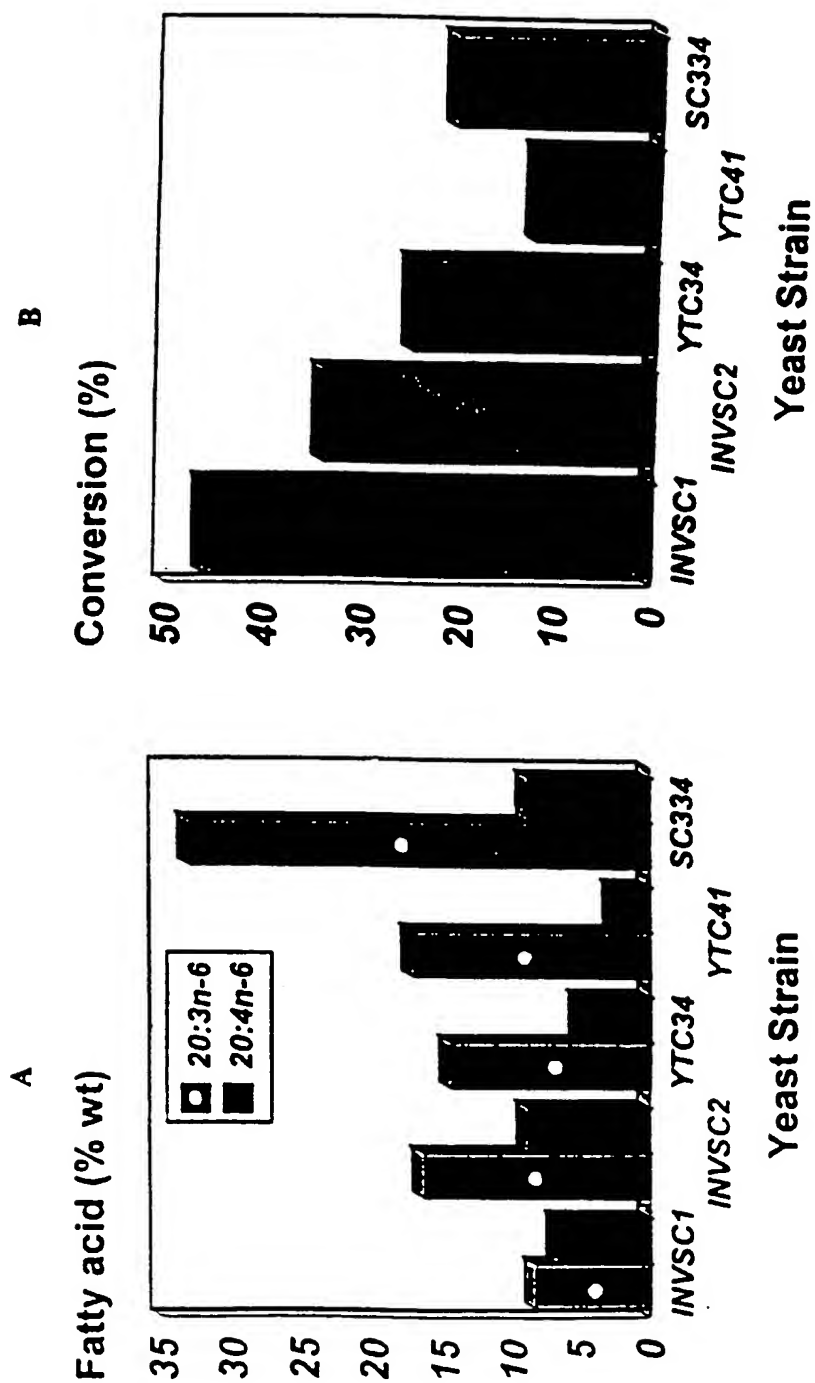 A
Fatty acid (% wt)
35
30
25
20
15
10
5
0
20:3n-6
20:4n-6
INVSC1
INVSC2
YTC34
YTC41
SC334
Yeast Strain
B
Conversion (%)
50
40
30
20
10
0
INVSC1
INVSC2
YTC34
YTC41
SC334
Yeast Strain